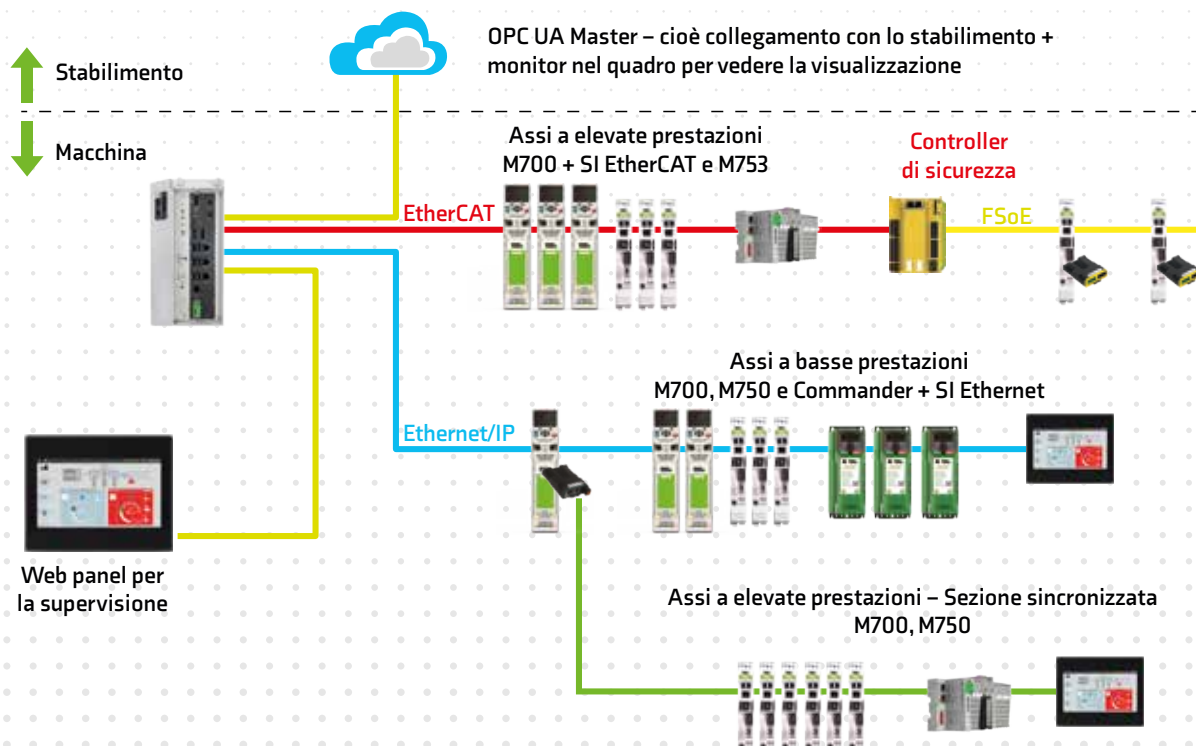 OPC UA Master – cioè collegamento con lo stabilimento +
monitor nel quadro per vedere la visualizzazione
Stabilimento
Macchina
Assi a elevate prestazioni
M700 + SI EtherCAT e M753
Controller
di sicurezza
EtherCAT
FSoE
Assi a basse prestazioni
M700, M750 e Commander + SI Ethernet
Ethernet/IP
Web panel per
la supervisione
Assi a elevate prestazioni – Sezione sincronizzata
M700, M750